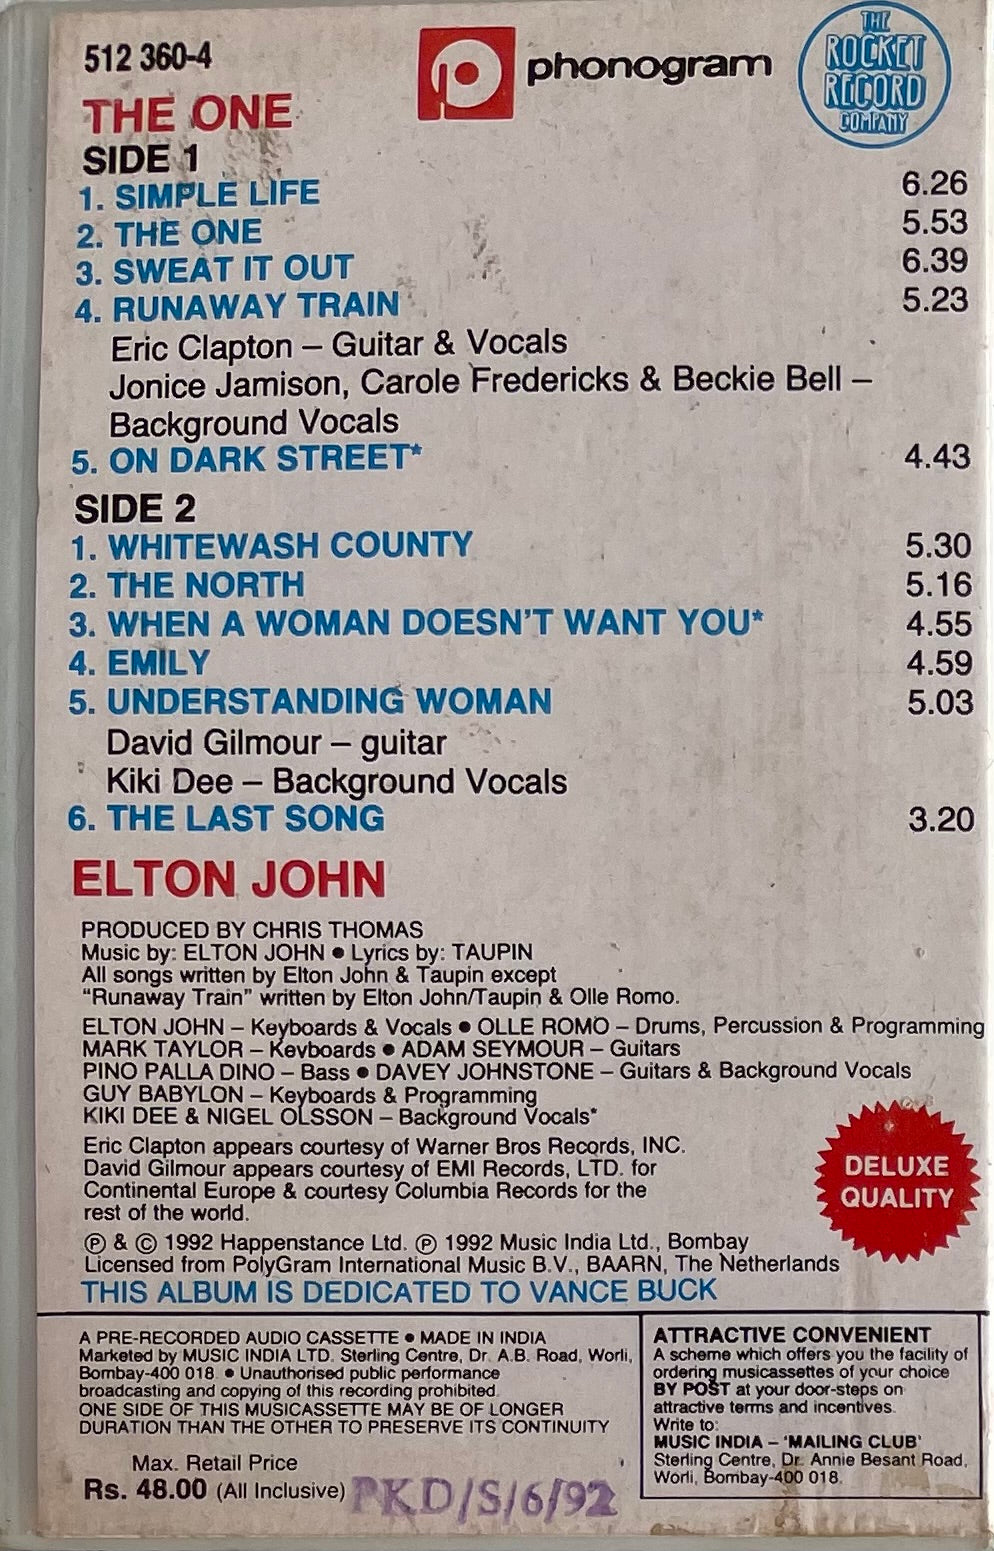 512 360-4
phonogram
THE
ROCKET
RECORD
COMPANY
THE ONE
SIDE 1
1. SIMPLE LIFE 6.26
2. THE ONE 5.53
3. SWEAT IT OUT 6.39
4. RUNAWAY TRAIN 5.23
Eric Clapton – Guitar & Vocals
Jonice Jamison, Carole Fredericks & Beckie Bell –
Background Vocals
5. ON DARK STREET* 4.43
SIDE 2
1. WHITEWASH COUNTY 5.30
2. THE NORTH 5.16
3. WHEN A WOMAN DOESN'T WANT YOU* 4.55
4. EMILY 4.59
5. UNDERSTANDING WOMAN 5.03
David Gilmour – guitar
Kiki Dee – Background Vocals
6. THE LAST SONG 3.20
ELTON JOHN
PRODUCED BY CHRIS THOMAS
Music by: ELTON JOHN ● Lyrics by: TAUPIN
All songs written by Elton John & Taupin except
“Runaway Train” written by Elton John/Taupin & Olle Romo.
ELTON JOHN – Keyboards & Vocals ● OLLE ROMO – Drums, Percussion & Programming
MARK TAYLOR – Keyboards ● ADAM SEYMOUR – Guitars
PINO PALLA DINO – Bass ● DAVEY JOHNSTONE – Guitars & Background Vocals
GUY BABYLON – Keyboards & Programming
KIKI DEE & NIGEL OLSSON – Background Vocals*
Eric Clapton appears courtesy of Warner Bros Records, INC.
David Gilmour appears courtesy of EMI Records, LTD. for
Continental Europe & courtesy Columbia Records for the
rest of the world.
DELUXE
QUALITY
℗ & © 1992 Happenstance Ltd. ℗ 1992 Music India Ltd., Bombay
Licensed from PolyGram International Music B.V., BAARN, The Netherlands
THIS ALBUM IS DEDICATED TO VANCE BUCK
A PRE-RECORDED AUDIO CASSETTE ● MADE IN INDIA
Marketed by MUSIC INDIA LTD. Sterling Centre, Dr. A.B. Road, Worli,
Bombay-400 018. ● Unauthorised public performance
broadcasting and copying of this recording prohibited.
ONE SIDE OF THIS MUSICASSETTE MAY BE OF LONGER
DURATION THAN THE OTHER TO PRESERVE ITS CONTINUITY
Max. Retail Price
Rs. 48.00 (All Inclusive) PKD/S/6/92
ATTRACTIVE CONVENIENT
A scheme which offers you the facility of
ordering musicassettes of your choice
BY POST at your door-steps on
attractive terms and incentives.
Write to:
MUSIC INDIA – 'MAILING CLUB'
Sterling Centre, Dr. Annie Besant Road,
Worli, Bombay-400 018.